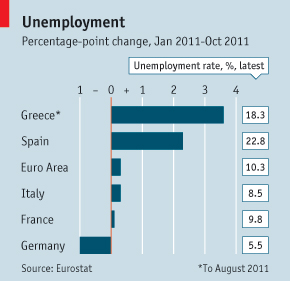 Unemployment
Percentage-point change, Jan 2011-Oct 2011
Unemployment rate, %, latest
1 – 0 + 1 2 3 4
Greece* 18.3
Spain 22.8
Euro Area 10.3
Italy 8.5
France 9.8
Germany 5.5
Source: Eurostat *To August 2011